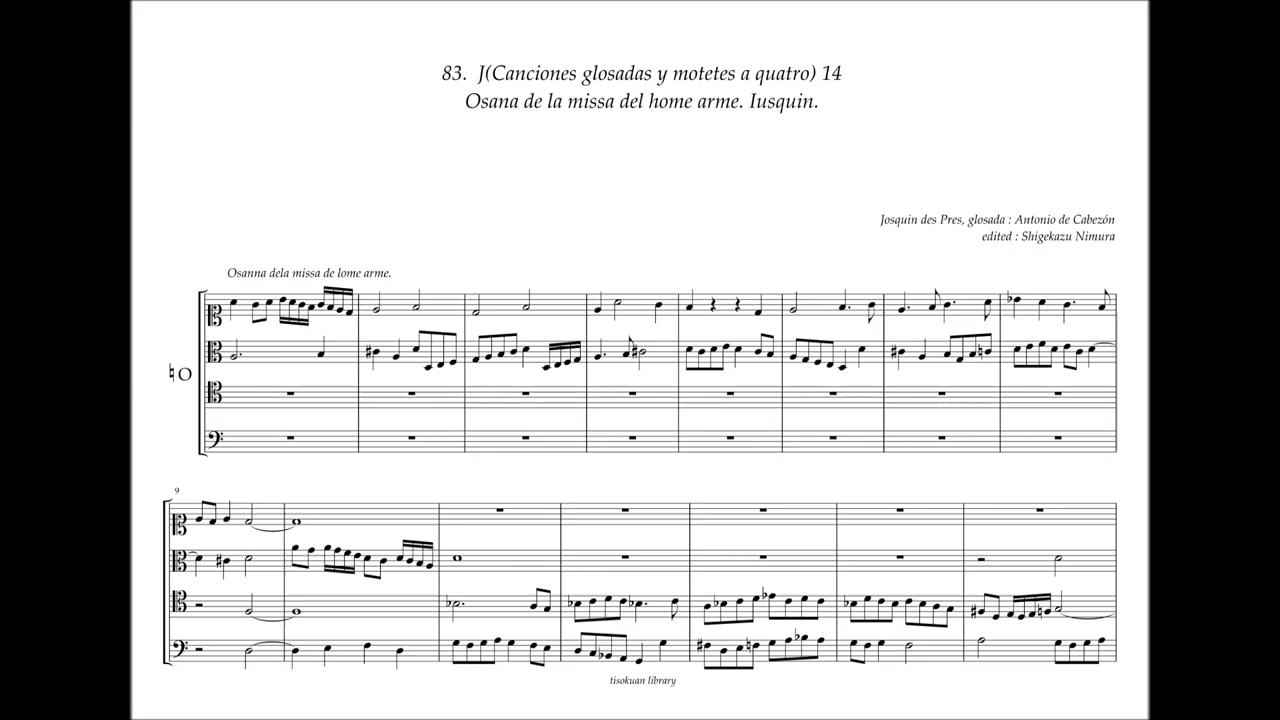 83. J(Canciones glosadas y motetes a quatro) 14
Osana de la missa del home arme. Iusquin.
Josquin des Pres, glosada : Antonio de Cabezón
edited : Shigekazu Nimura
Osanna dela missa de lome arme.
♮O
9
tisokuan library